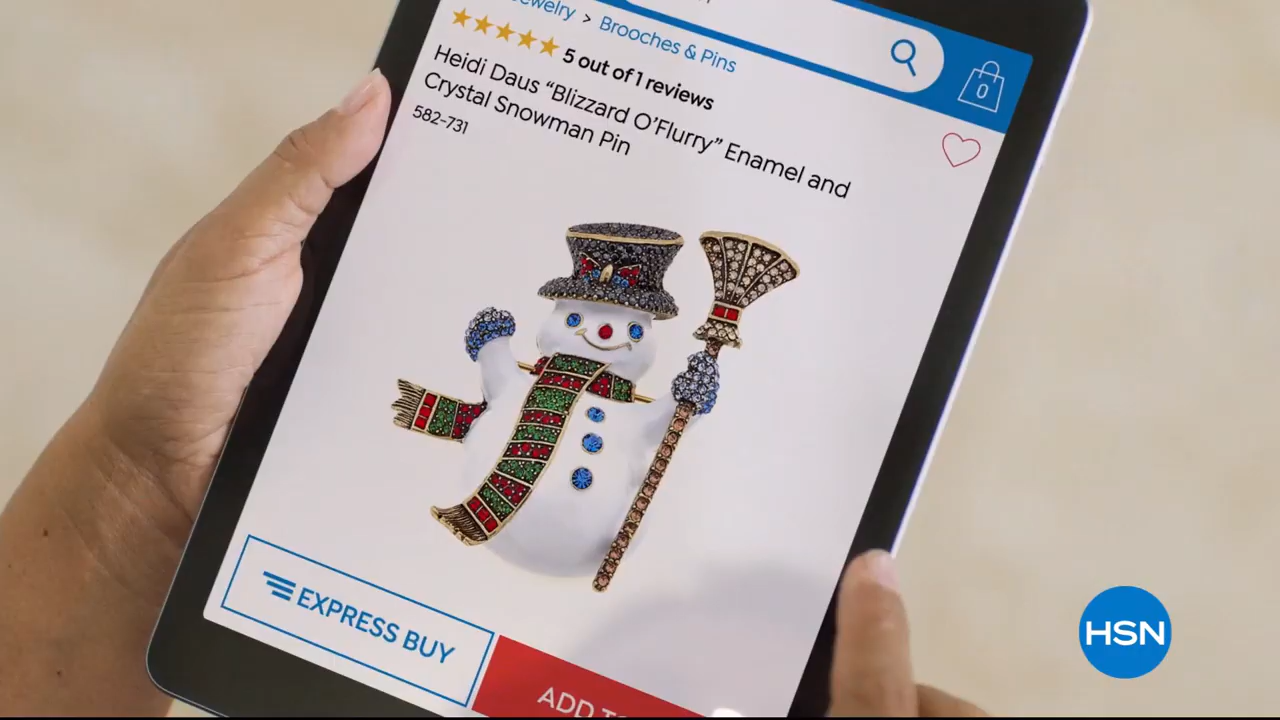 Jewelry > Brooches & Pins
0
5 out of 1 reviews
Heidi Daus “Blizzard O’Flurry” Enamel and
Crystal Snowman Pin
582-731
EXPRESS BUY
ADD
HSN